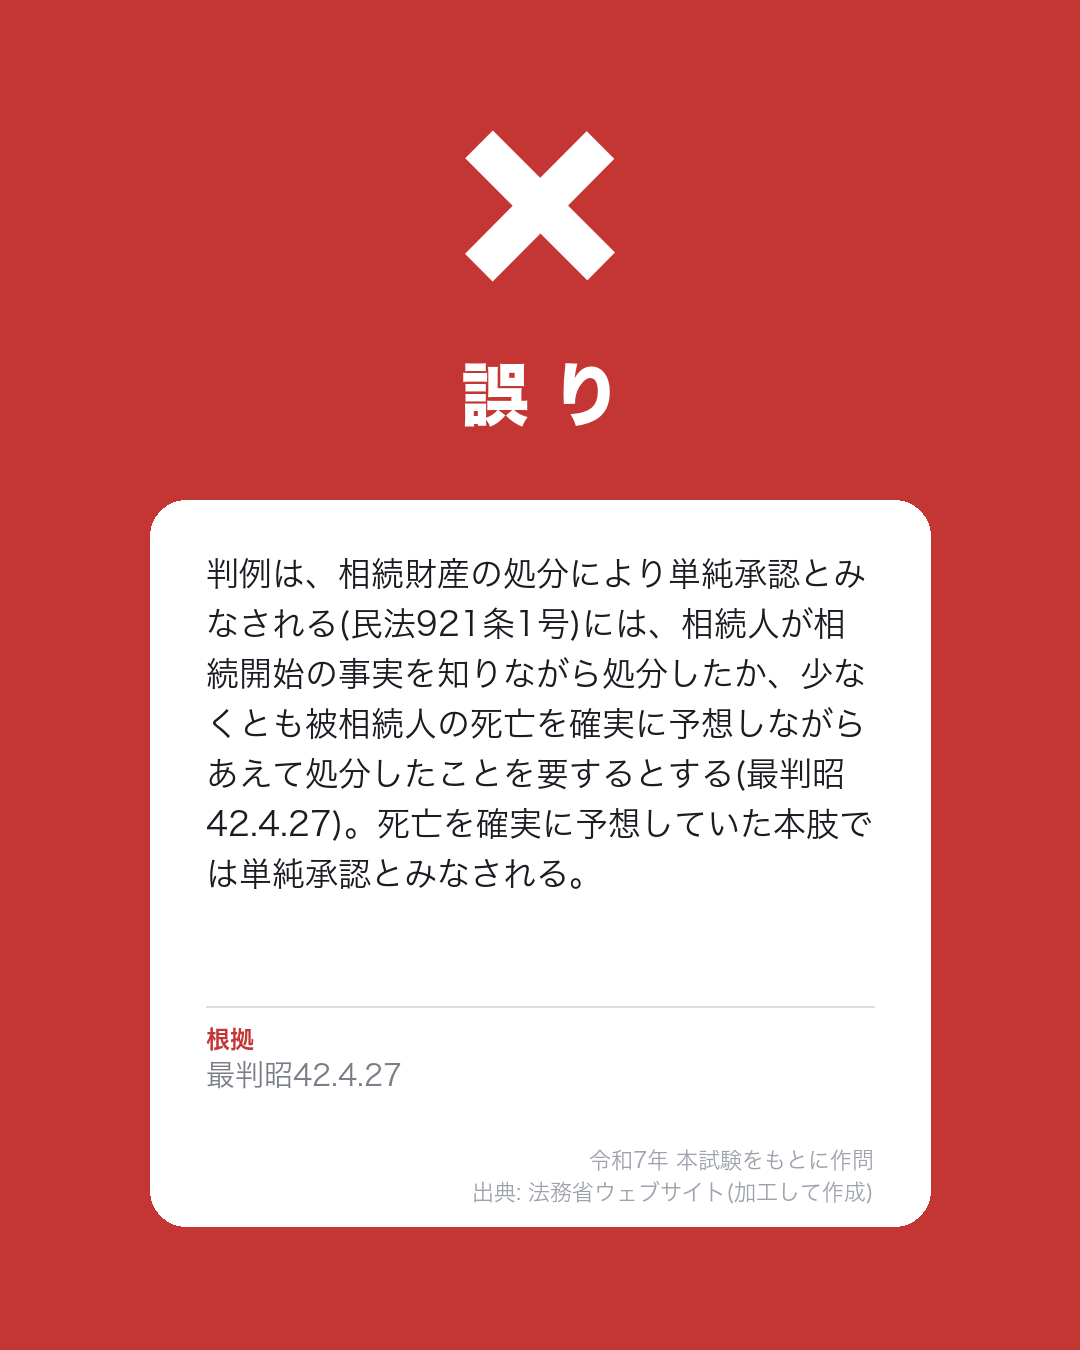 誤り
判例は、相続財産の処分により単純承認とみ
なされる(民法921条1号)には、相続人が相
続開始の事実を知りながら処分したか、少な
くとも被相続人の死亡を確実に予想しながら
あえて処分したことを要するとする(最判昭
42.4.27)。死亡を確実に予想していた本肢で
は単純承認とみなされる。
根拠
最判昭42.4.27
令和7年 本試験をもとに作問
出典: 法務省ウェブサイト(加工して作成)